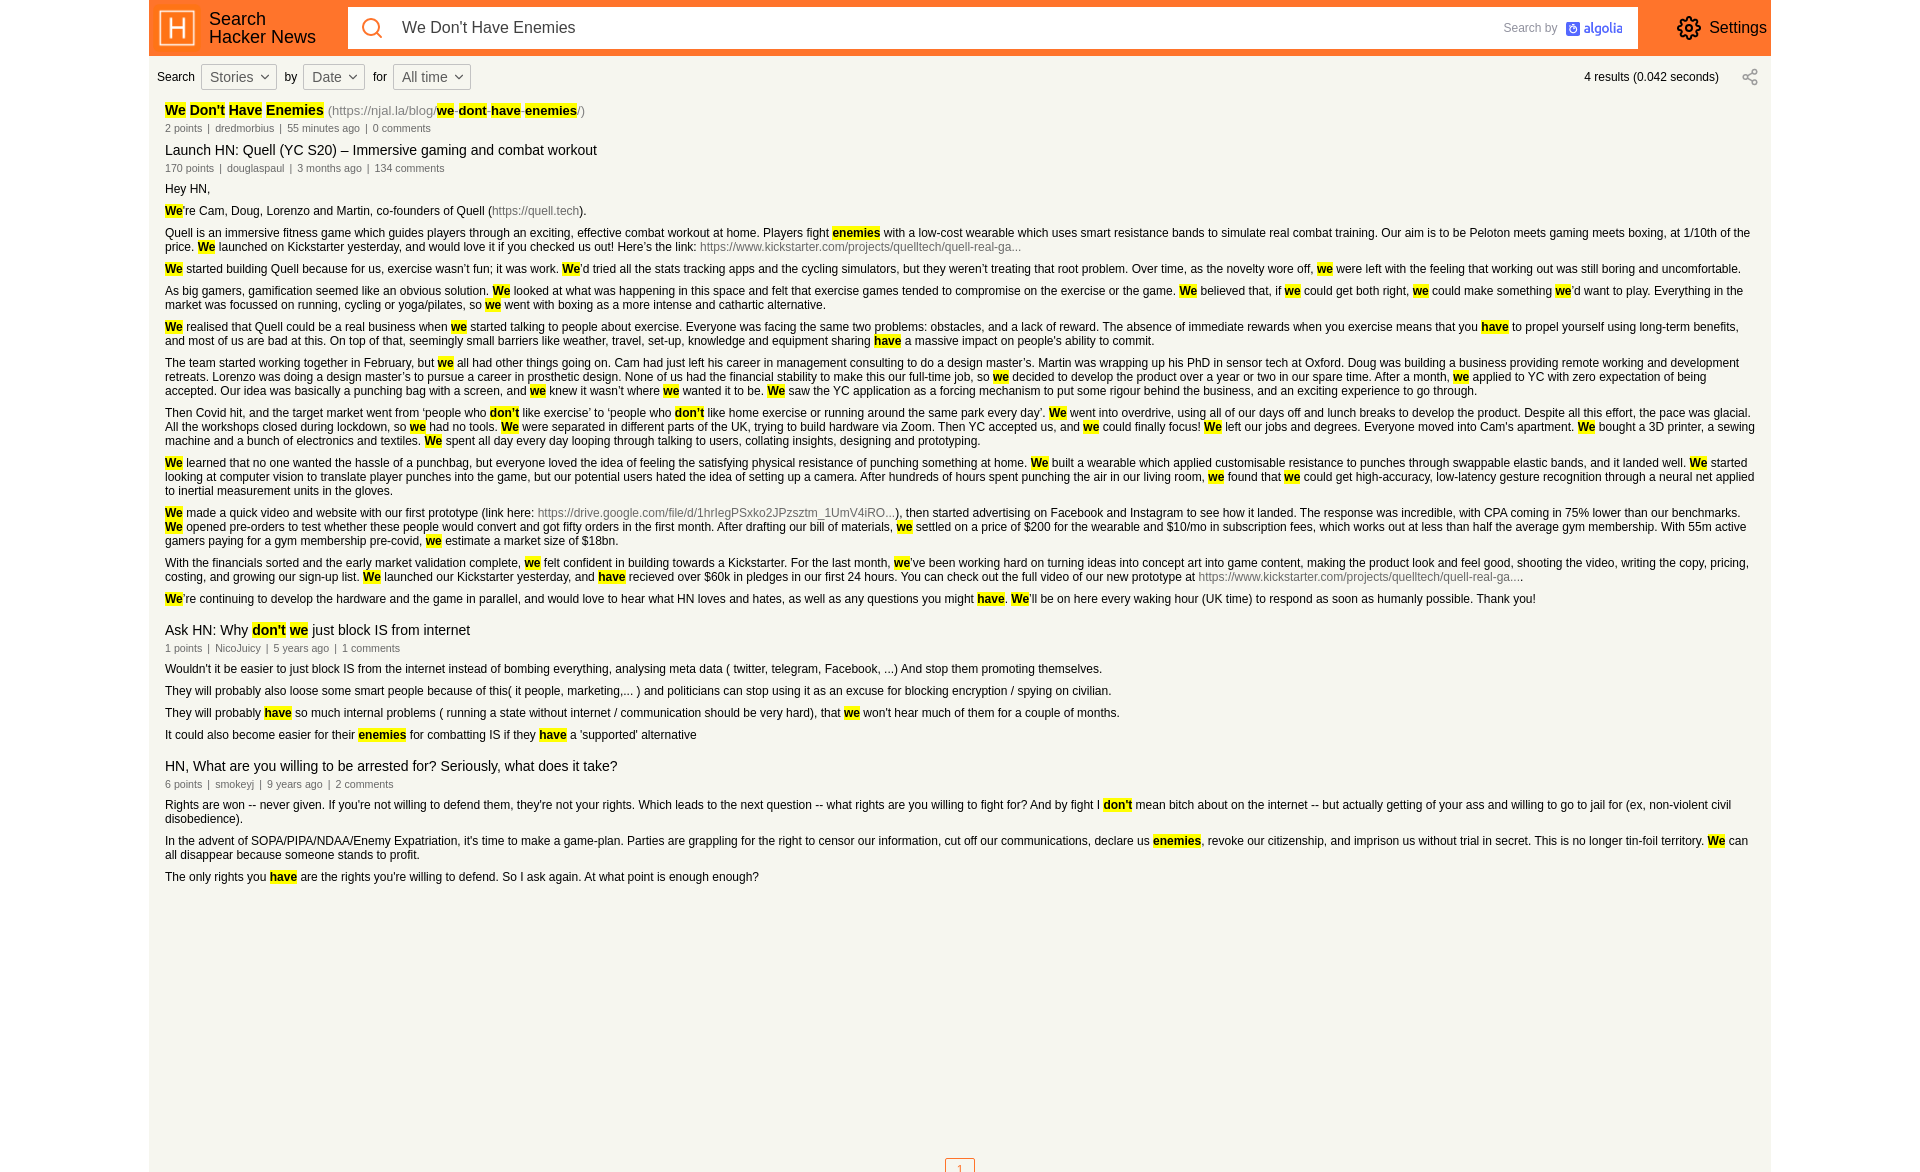 Search
Hacker News
We Don't Have Enemies
Search by algolia
Settings
Search Stories by Date for All time
4 results (0.042 seconds)
We Don't Have Enemies (https://njal.la/blog/we-dont-have-enemies/)
2 points | dredmorbius | 55 minutes ago | 0 comments
Launch HN: Quell (YC S20) – Immersive gaming and combat workout
170 points | douglaspaul | 3 months ago | 134 comments
Hey HN,
We're Cam, Doug, Lorenzo and Martin, co-founders of Quell (https://quell.tech).
Quell is an immersive fitness game which guides players through an exciting, effective combat workout at home. Players fight enemies with a low-cost wearable which uses smart resistance bands to simulate real combat training. Our aim is to be Peloton meets gaming meets boxing, at 1/10th of the
price. We launched on Kickstarter yesterday, and would love it if you checked us out! Here’s the link: https://www.kickstarter.com/projects/quelltech/quell-real-ga...
We started building Quell because for us, exercise wasn’t fun; it was work. We’d tried all the stats tracking apps and the cycling simulators, but they weren’t treating that root problem. Over time, as the novelty wore off, we were left with the feeling that working out was still boring and uncomfortable.
As big gamers, gamification seemed like an obvious solution. We looked at what was happening in this space and felt that exercise games tended to compromise on the exercise or the game. We believed that, if we could get both right, we could make something we’d want to play. Everything in the
market was focussed on running, cycling or yoga/pilates, so we went with boxing as a more intense and cathartic alternative.
We realised that Quell could be a real business when we started talking to people about exercise. Everyone was facing the same two problems: obstacles, and a lack of reward. The absence of immediate rewards when you exercise means that you have to propel yourself using long-term benefits,
and most of us are bad at this. On top of that, seemingly small barriers like weather, travel, set-up, knowledge and equipment sharing have a massive impact on people's ability to commit.
The team started working together in February, but we all had other things going on. Cam had just left his career in management consulting to do a design master’s. Martin was wrapping up his PhD in sensor tech at Oxford. Doug was building a business providing remote working and development
retreats. Lorenzo was doing a design master’s to pursue a career in prosthetic design. None of us had the financial stability to make this our full-time job, so we decided to develop the product over a year or two in our spare time. After a month, we applied to YC with zero expectation of being
accepted. Our idea was basically a punching bag with a screen, and we knew it wasn’t where we wanted it to be. We saw the YC application as a forcing mechanism to put some rigour behind the business, and an exciting experience to go through.
Then Covid hit, and the target market went from ‘people who don’t like exercise’ to ‘people who don’t like home exercise or running around the same park every day’. We went into overdrive, using all of our days off and lunch breaks to develop the product. Despite all this effort, the pace was glacial.
All the workshops closed during lockdown, so we had no tools. We were separated in different parts of the UK, trying to build hardware via Zoom. Then YC accepted us, and we could finally focus! We left our jobs and degrees. Everyone moved into Cam's apartment. We bought a 3D printer, a sewing
machine and a bunch of electronics and textiles. We spent all day every day looping through talking to users, collating insights, designing and prototyping.
We learned that no one wanted the hassle of a punchbag, but everyone loved the idea of feeling the satisfying physical resistance of punching something at home. We built a wearable which applied customisable resistance to punches through swappable elastic bands, and it landed well. We started
looking at computer vision to translate player punches into the game, but our potential users hated the idea of setting up a camera. After hundreds of hours spent punching the air in our living room, we found that we could get high-accuracy, low-latency gesture recognition through a neural net applied
to inertial measurement units in the gloves.
We made a quick video and website with our first prototype (link here: https://drive.google.com/file/d/1hrIegPSxko2JPzsztm_1UmV4iRO...), then started advertising on Facebook and Instagram to see how it landed. The response was incredible, with CPA coming in 75% lower than our benchmarks.
We opened pre-orders to test whether these people would convert and got fifty orders in the first month. After drafting our bill of materials, we settled on a price of $200 for the wearable and $10/mo in subscription fees, which works out at less than half the average gym membership. With 55m active
gamers paying for a gym membership pre-covid, we estimate a market size of $18bn.
With the financials sorted and the early market validation complete, we felt confident in building towards a Kickstarter. For the last month, we’ve been working hard on turning ideas into concept art into game content, making the product look and feel good, shooting the video, writing the copy, pricing,
costing, and growing our sign-up list. We launched our Kickstarter yesterday, and have recieved over $60k in pledges in our first 24 hours. You can check out the full video of our new prototype at https://www.kickstarter.com/projects/quelltech/quell-real-ga....
We’re continuing to develop the hardware and the game in parallel, and would love to hear what HN loves and hates, as well as any questions you might have. We’ll be on here every waking hour (UK time) to respond as soon as humanly possible. Thank you!
Ask HN: Why don't we just block IS from internet
1 points | NicoJuicy | 5 years ago | 1 comments
Wouldn't it be easier to just block IS from the internet instead of bombing everything, analysing meta data ( twitter, telegram, Facebook, ...) And stop them promoting themselves.
They will probably also loose some smart people because of this( it people, marketing,... ) and politicians can stop using it as an excuse for blocking encryption / spying on civilian.
They will probably have so much internal problems ( running a state without internet / communication should be very hard), that we won't hear much of them for a couple of months.
It could also become easier for their enemies for combatting IS if they have a 'supported' alternative
HN, What are you willing to be arrested for? Seriously, what does it take?
6 points | smokeyj | 9 years ago | 2 comments
Rights are won -- never given. If you're not willing to defend them, they're not your rights. Which leads to the next question -- what rights are you willing to fight for? And by fight I don't mean bitch about on the internet -- but actually getting of your ass and willing to go to jail for (ex, non-violent civil
disobedience).
In the advent of SOPA/PIPA/NDAA/Enemy Expatriation, it's time to make a game-plan. Parties are grappling for the right to censor our information, cut off our communications, declare us enemies, revoke our citizenship, and imprison us without trial in secret. This is no longer tin-foil territory. We can
all disappear because someone stands to profit.
The only rights you have are the rights you're willing to defend. So I ask again. At what point is enough enough?
1